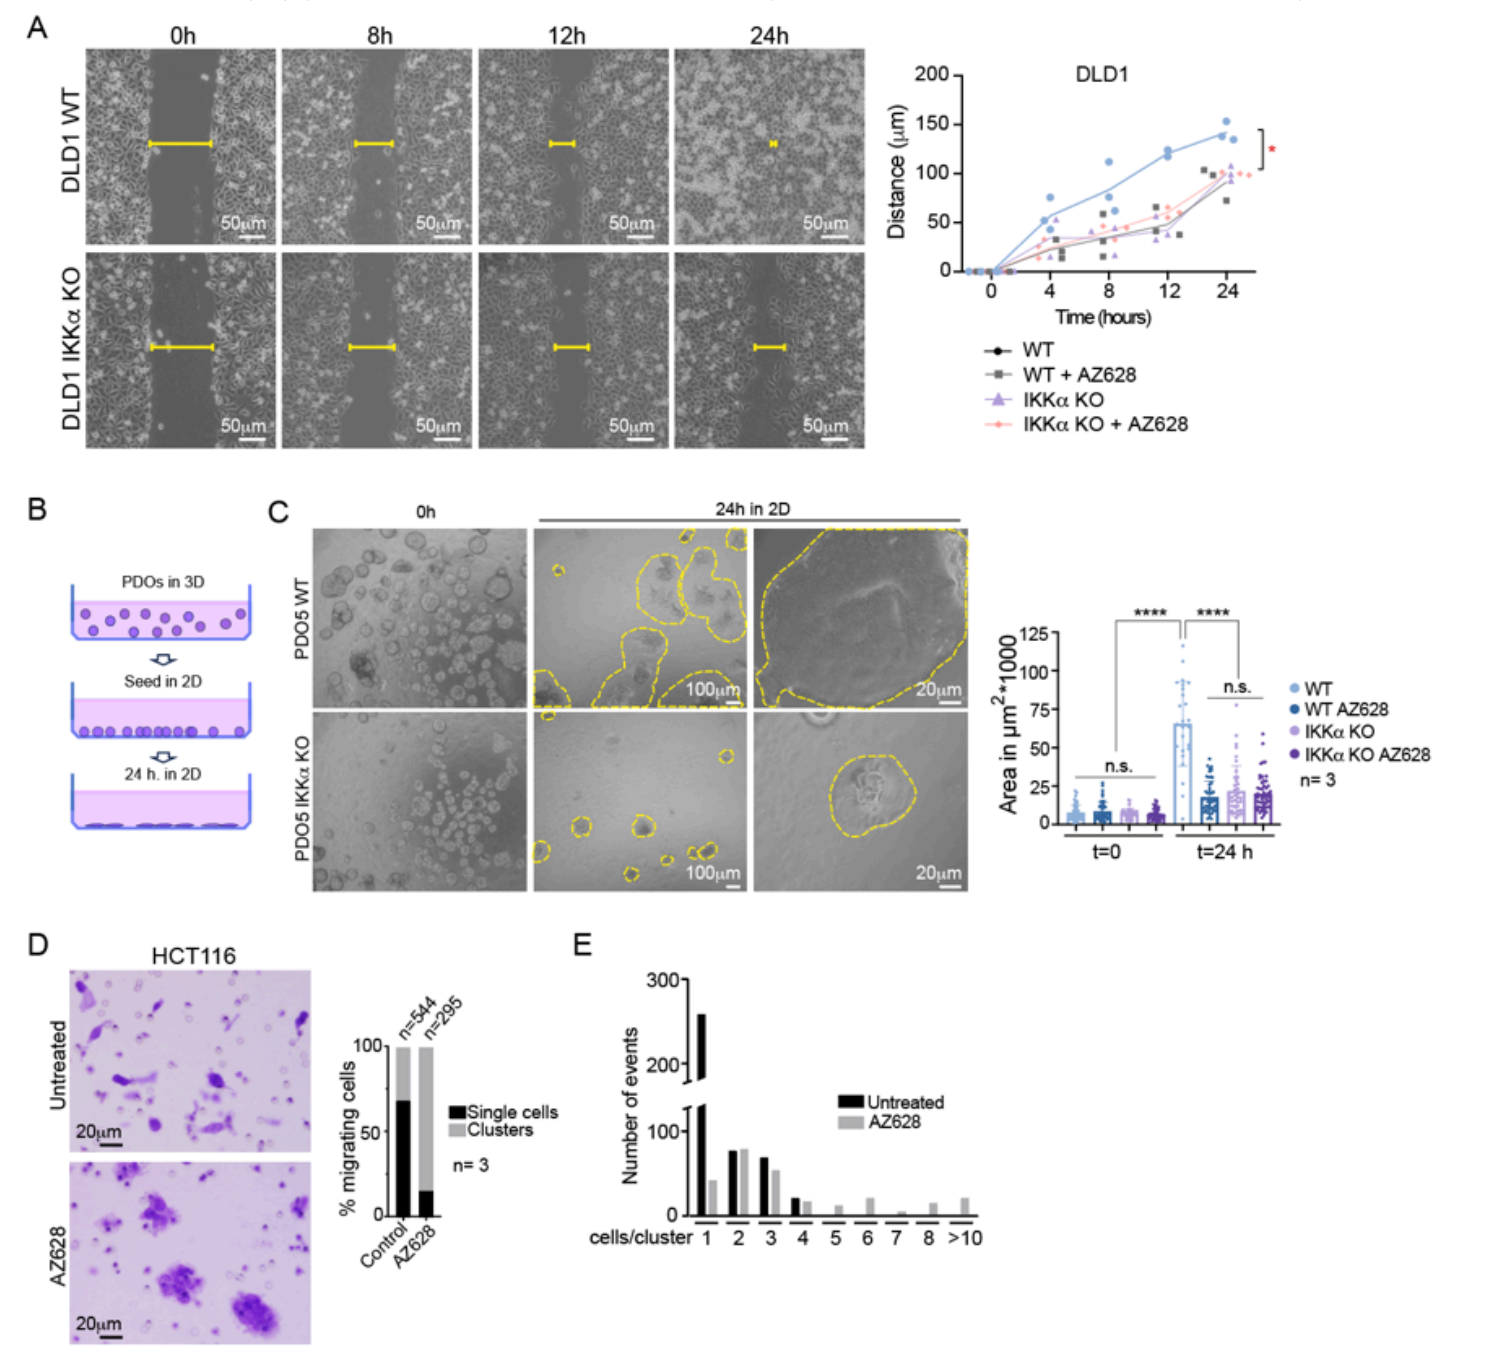 A
0h
8h
12h
24h
DLD1 WT
50µm
50µm
50µm
50µm
DLD1 IKKα KO
50µm
50µm
50µm
50µm
DLD1
Distance (µm)
200
150
100
50
0
*
0
4
8
12
24
Time (hours)
WT
WT + AZ628
IKKα KO
IKKα KO + AZ628
B
PDOs in 3D
Seed in 2D
24 h. in 2D
C
0h
24h in 2D
PDO5 WT
100µm
20µm
PDO5 IKKα KO
100µm
20µm
Area in µm²*1000
125
100
75
50
25
0
****
****
n.s.
n.s.
t=0
t=24 h
WT
WT AZ628
IKKα KO
IKKα KO AZ628
n= 3
D
HCT116
Untreated
20µm
AZ628
20µm
% migrating cells
100
50
0
n=544
n=295
Control
AZ628
Single cells
Clusters
n= 3
E
Number of events
300
200
100
0
Untreated
AZ628
cells/cluster 1 2 3 4 5 6 7 8 >10